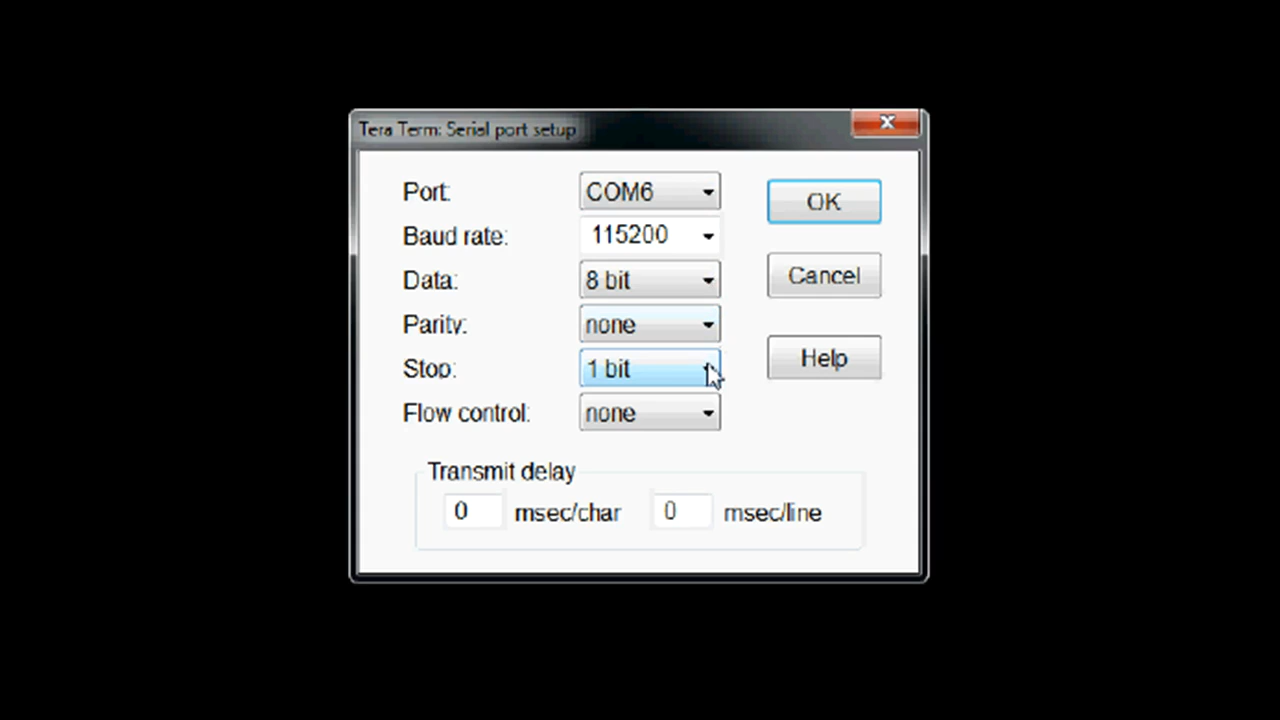 Tera Term: Serial port setup
Port: COM6 OK
Baud rate: 115200
Data: 8 bit Cancel
Parity: none
Stop: 1 bit Help
Flow control: none
Transmit delay
0 msec/char 0 msec/line